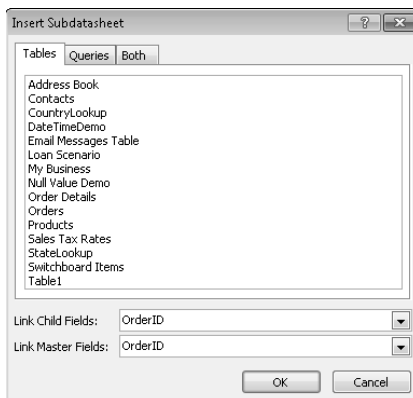 Insert Subdatasheet
Tables Queries Both
Address Book
Contacts
CountryLookup
DateTimeDemo
Email Messages Table
Loan Scenario
My Business
Null Value Demo
Order Details
Orders
Products
Sales Tax Rates
StateLookup
Switchboard Items
Table1
Link Child Fields: OrderID
Link Master Fields: OrderID
OK Cancel